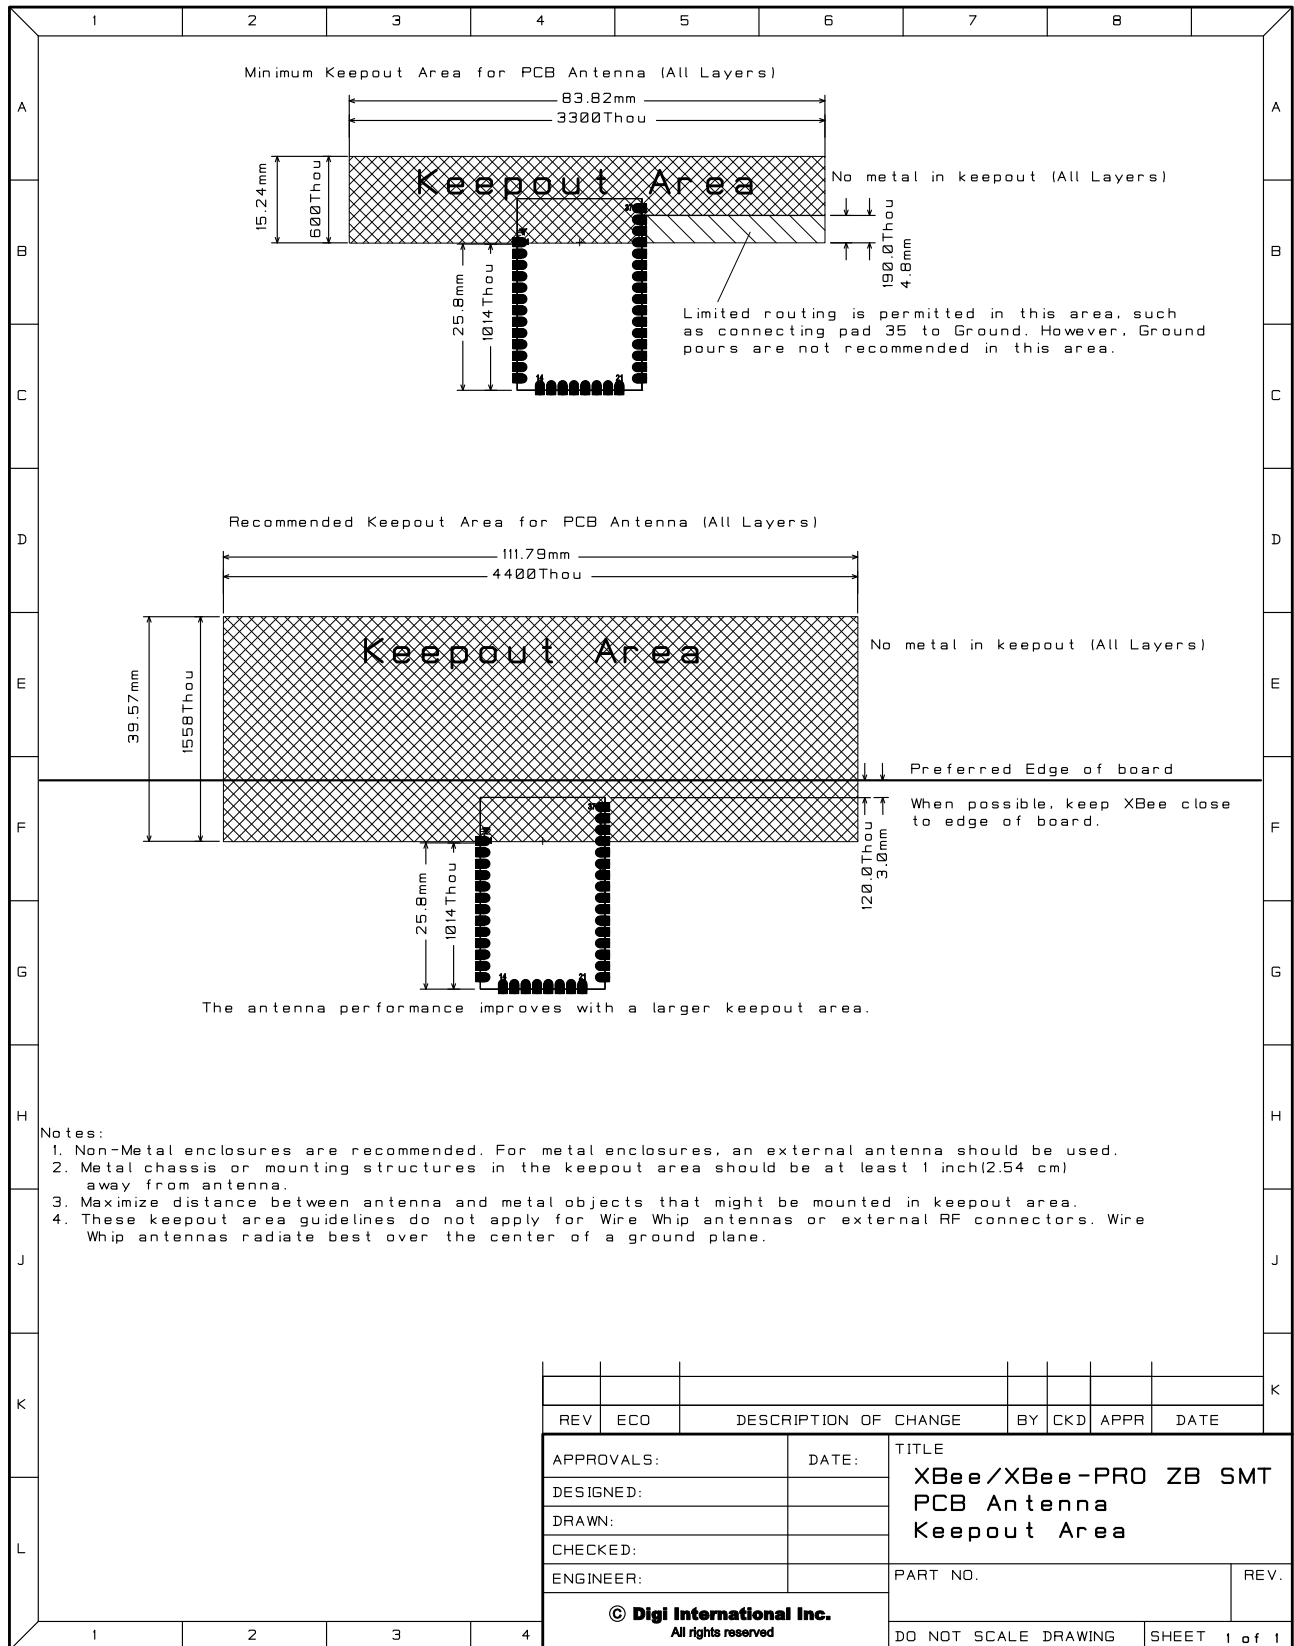 1 2 3 4 5 6 7 8
A A
B B
C C
D D
E E
F F
G G
H H
J J
K K
L
Minimum Keepout Area for PCB Antenna (All Layers)
83.82mm
3300Thou
15.24mm
600Thou
Keepout Area
No metal in keepout (All Layers)
37
190.0Thou
4.8mm
25.8mm
1014Thou
Limited routing is permitted in this area, such
as connecting pad 35 to Ground. However, Ground
pours are not recommended in this area.
14 21
Recommended Keepout Area for PCB Antenna (All Layers)
111.79mm
4400Thou
39.57mm
1558Thou
Keepout Area
No metal in keepout (All Layers)
Preferred Edge of board
When possible, keep XBee close
to edge of board.
37
120.0Thou
3.0mm
25.8mm
1014Thou
14 21
The antenna performance improves with a larger keepout area.
Notes:
1. Non-Metal enclosures are recommended. For metal enclosures, an external antenna should be used.
2. Metal chassis or mounting structures in the keepout area should be at least 1 inch(2.54 cm)
away from antenna.
3. Maximize distance between antenna and metal objects that might be mounted in keepout area.
4. These keepout area guidelines do not apply for Wire Whip antennas or external RF connectors. Wire
Whip antennas radiate best over the center of a ground plane.
REV ECO DESCRIPTION OF CHANGE BY CKD APPR DATE
APPROVALS: DATE:
DESIGNED:
DRAWN:
CHECKED:
ENGINEER:
TITLE
XBee/XBee-PRO ZB SMT
PCB Antenna
Keepout Area
PART NO. REV.
© Digi International Inc.
All rights reserved
DO NOT SCALE DRAWING SHEET 1 of 1
1 2 3 4